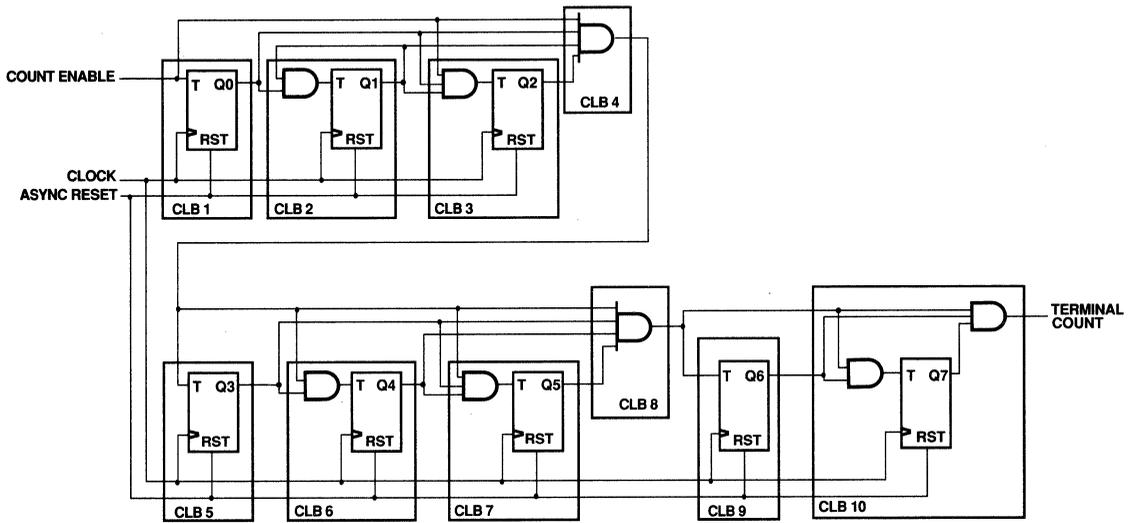 CLB 4
COUNT ENABLE
T Q0
T Q1
T Q2
RST
RST
RST
CLOCK
ASYNC RESET
CLB 1
CLB 2
CLB 3
TERMINAL
COUNT
T Q3
T Q4
T Q5
CLB 8
T Q6
T Q7
RST
RST
RST
RST
RST
CLB 5
CLB 6
CLB 7
CLB 9
CLB 10